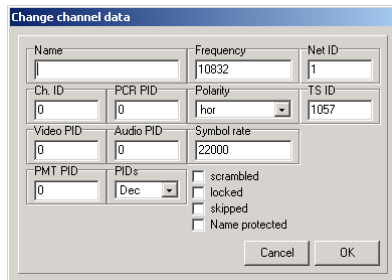 Change channel data
Name Frequency Net ID
10832 1
Ch. ID PCR PID Polarity TS ID
0 0 hor 1057
Video PID Audio PID Symbol rate
0 0 22000
PMT PID PIDs
0 Dec
scrambled
locked
skipped
Name protected
Cancel OK